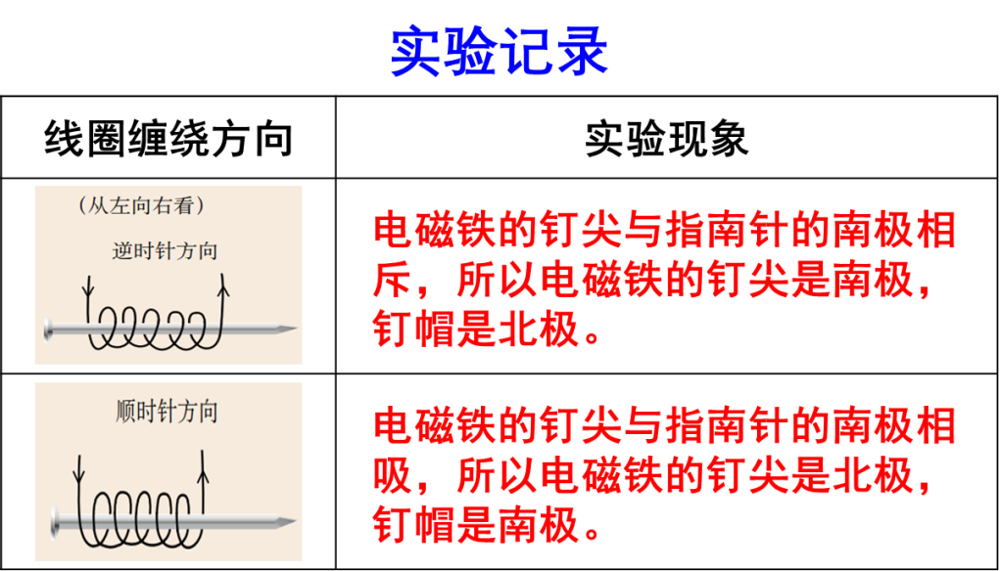 实验记录
线圈缠绕方向
实验现象
（从左向右看）
逆时针方向
电磁铁的钉尖与指南针的南极相
斥，所以电磁铁的钉尖是南极，
钉帽是北极。
顺时针方向
电磁铁的钉尖与指南针的南极相
吸，所以电磁铁的钉尖是北极，
钉帽是南极。